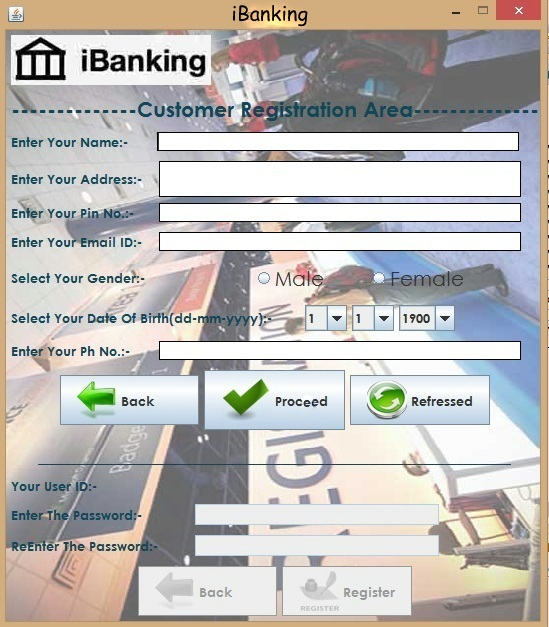 iBanking
iBanking
-----------------Customer Registration Area-----------------
Enter Your Name:-
Enter Your Address:-
Enter Your Pin No.:-
Enter Your Email ID:-
Select Your Gender:- Male Female
Select Your Date Of Birth(dd-mm-yyyy):- 1 1 1900
Enter Your Ph No.:-
Back Proceed Refressed
Badge
Your User ID:-
Enter The Password:-
ReEnter The Password:-
Back Register
REGISTER